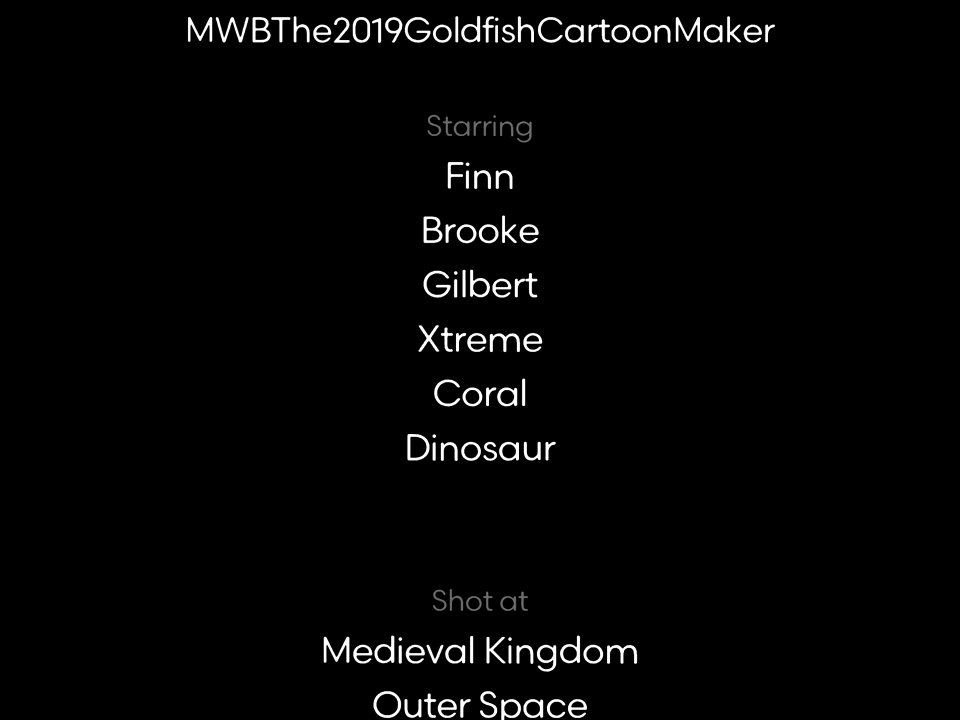 MWBThe2019GoldfishCartoonMaker
Starring
Finn
Brooke
Gilbert
Xtreme
Coral
Dinosaur
Shot at
Medieval Kingdom
Outer Space